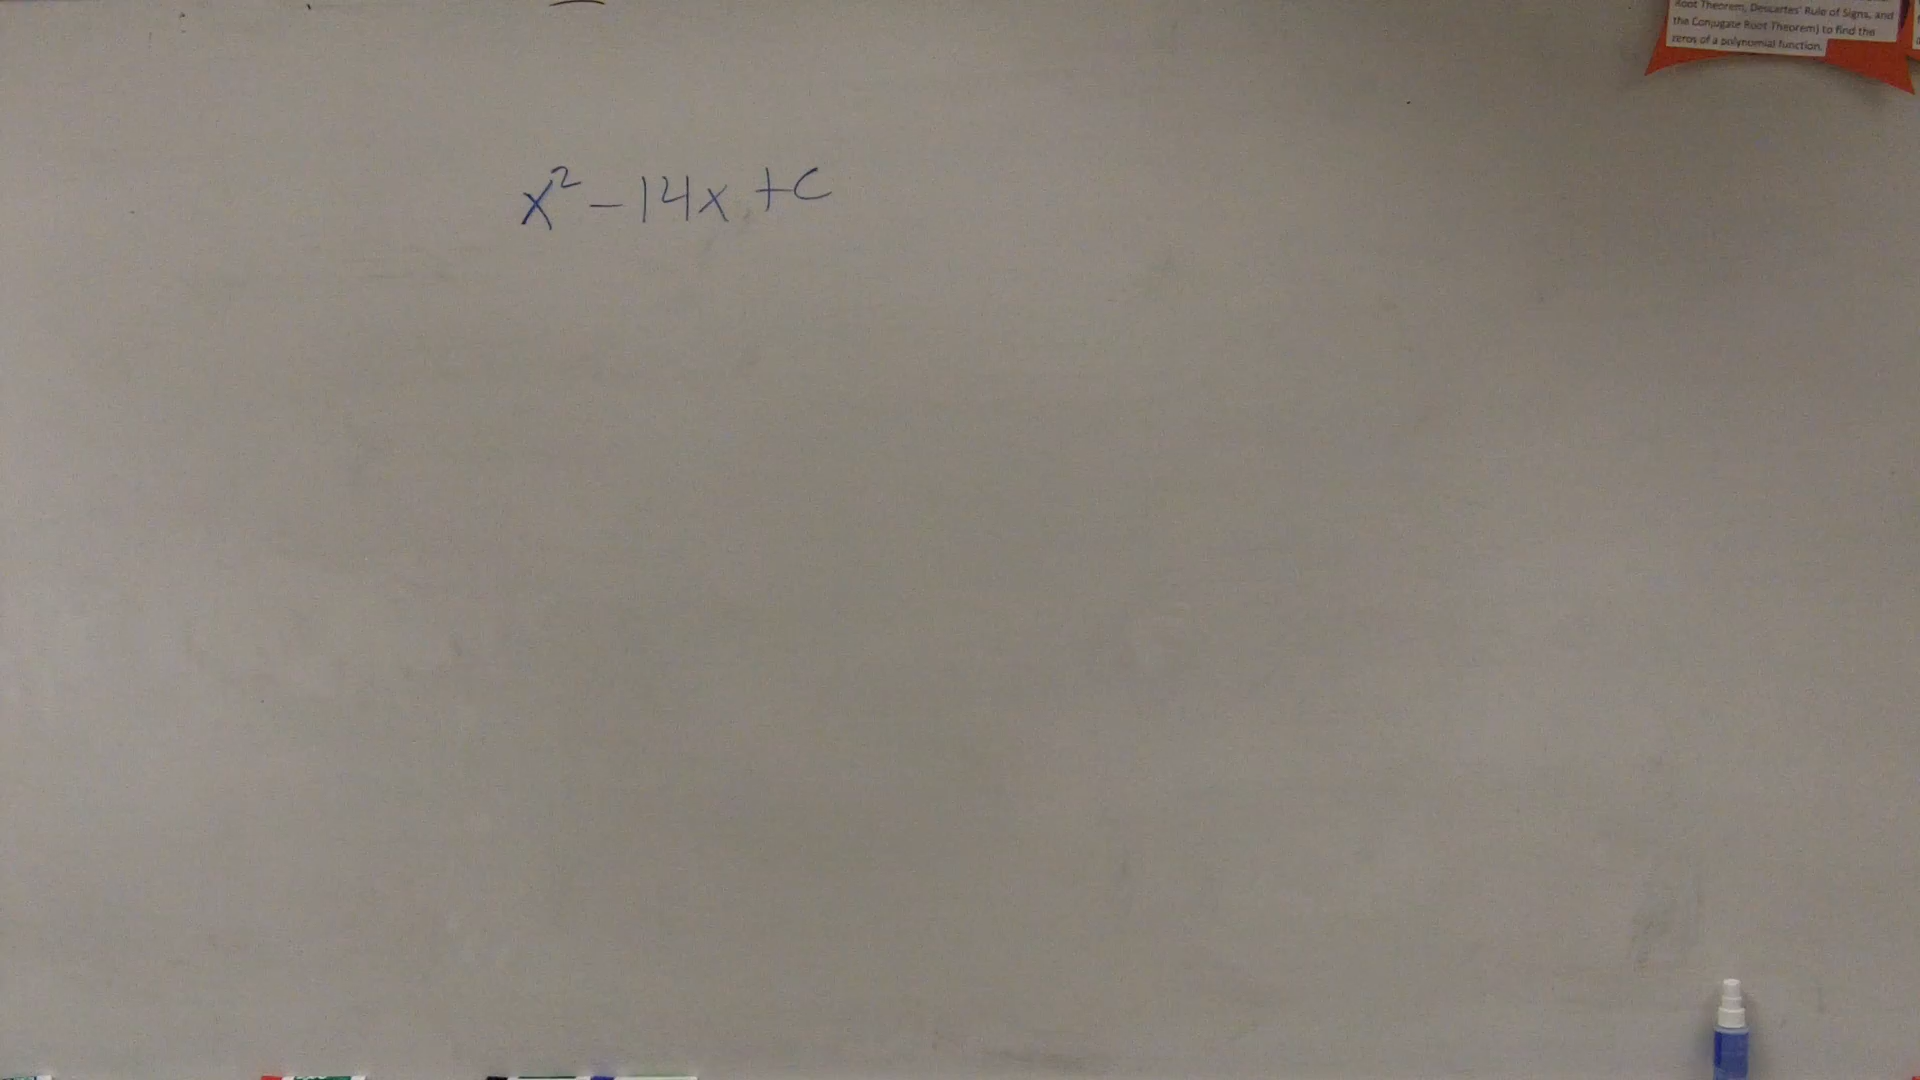 Root Theorem, Descartes' Rule of Signs, and
the Conjugate Root Theorem) to find the
zeros of a polynomial function.
x² - 14x + c